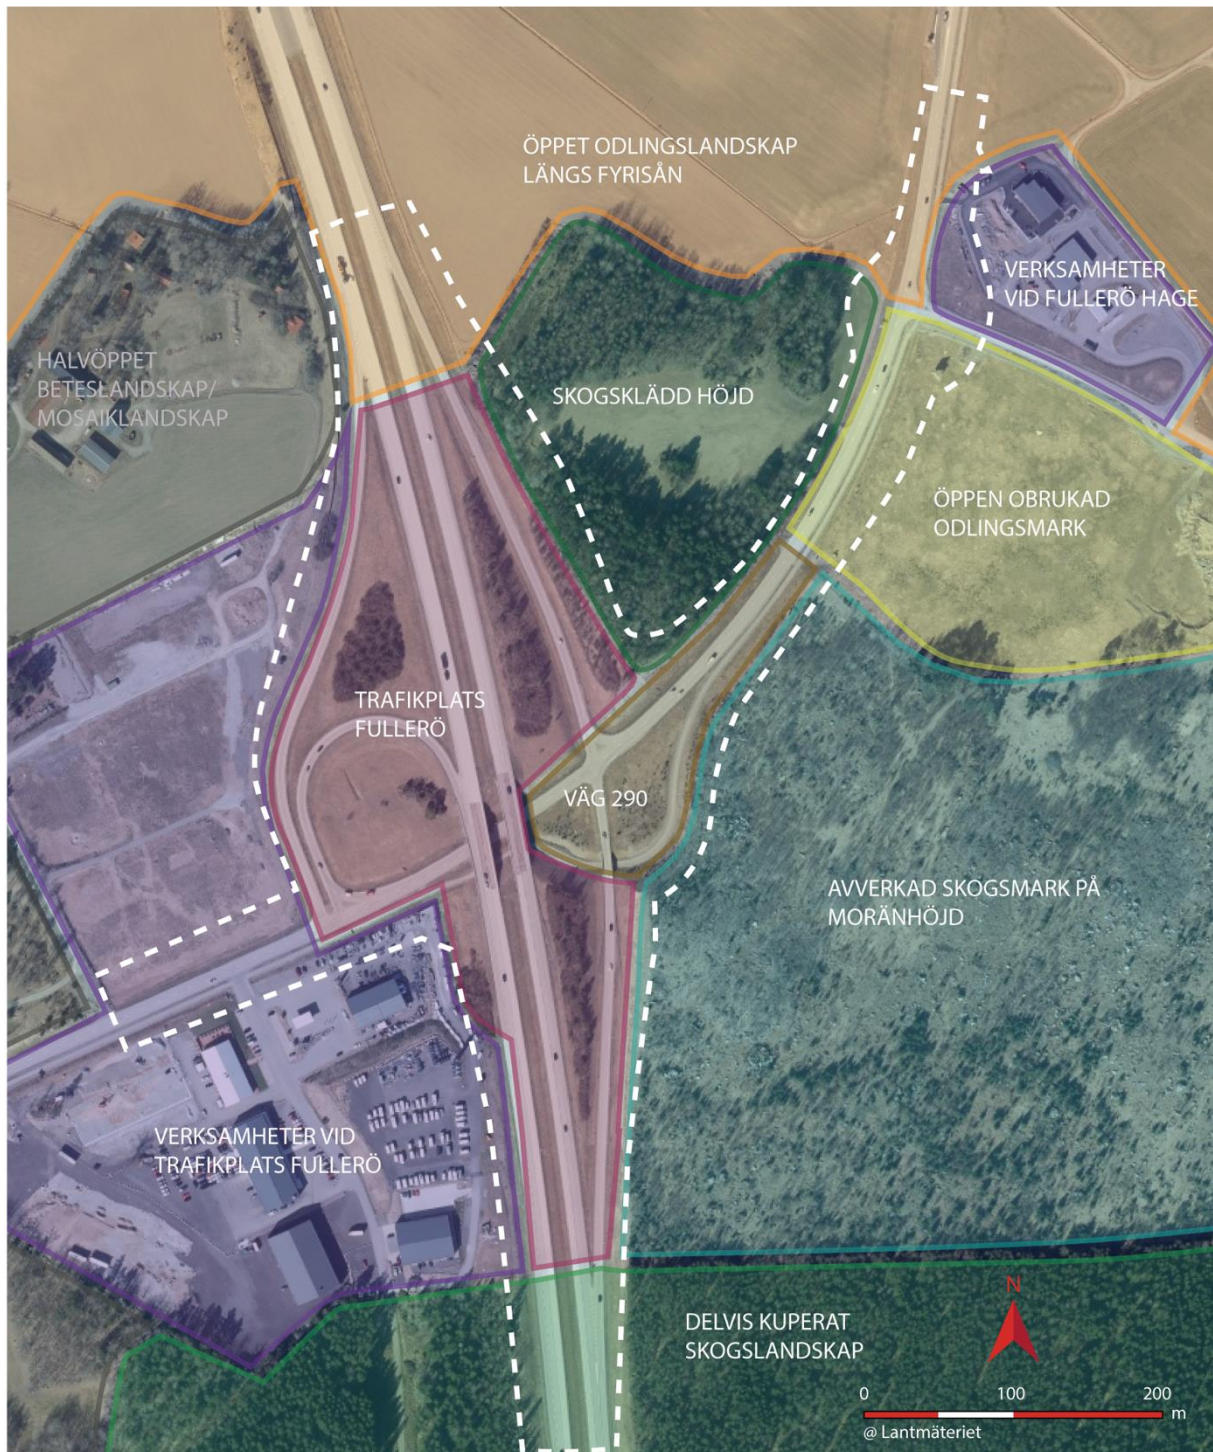 ÖPPET ODLINGSLANDSKAP
LÄNGS FYRISÅN
VERKSAMHETER
VID FULLERÖ HAGE
HALVÖPPET
BETESLANDSKAP/
MOSAIKLANDSKAP
SKOGSKLÄDD HÖJD
ÖPPEN OBRUKAD
ODLINGSMARK
TRAFIKPLATS
FULLERÖ
VÄG 290
AVVERKAD SKOGSMARK PÅ
MORÄNHÖJD
VERKSAMHETER VID
TRAFIKPLATS FULLERÖ
DELVIS KUPERAT
SKOGSLANDSKAP
N
0 100 200
m
@ Lantmäteriet